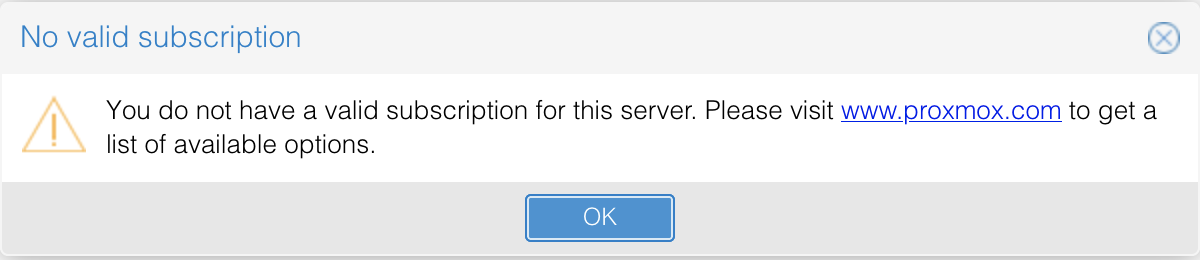 No valid subscription
You do not have a valid subscription for this server. Please visit www.proxmox.com to get a
list of available options.
OK